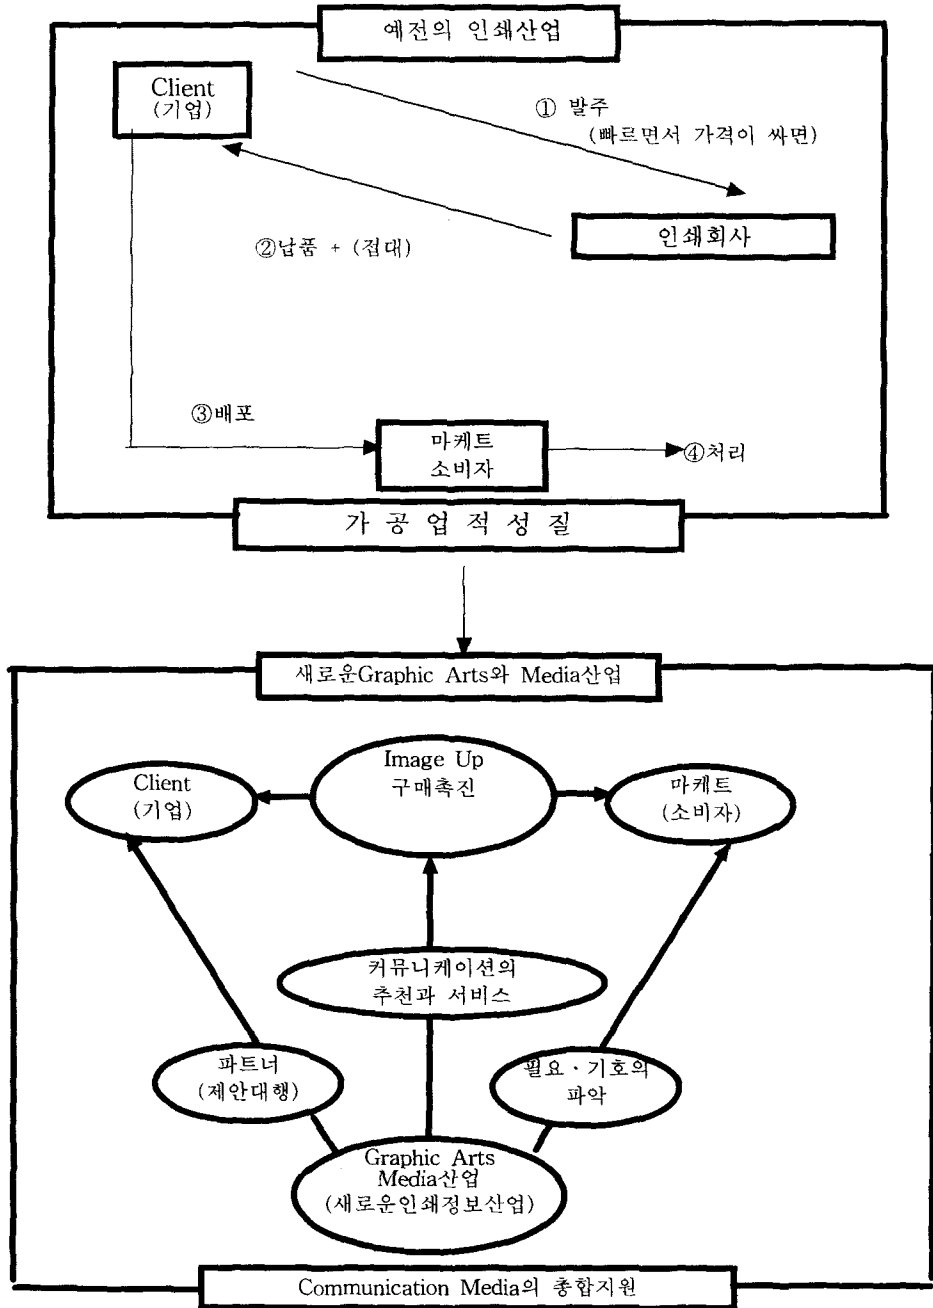 예전의 인쇄산업
Client
(기업)
① 발주
(빠르면서 가격이 싸면)
인쇄회사
②납품 + (접대)
③배포
마케트
소비자
④처리
가 공 업 적 성 질
새로운Graphic Arts와 Media산업
Client
(기업)
Image Up
구매촉진
마케트
(소비자)
커뮤니케이션의
추천과 서비스
파트너
(제안대행)
필요·기호의
파악
Graphic Arts
Media산업
(새로운인쇄정보산업)
Communication Media의 종합지원